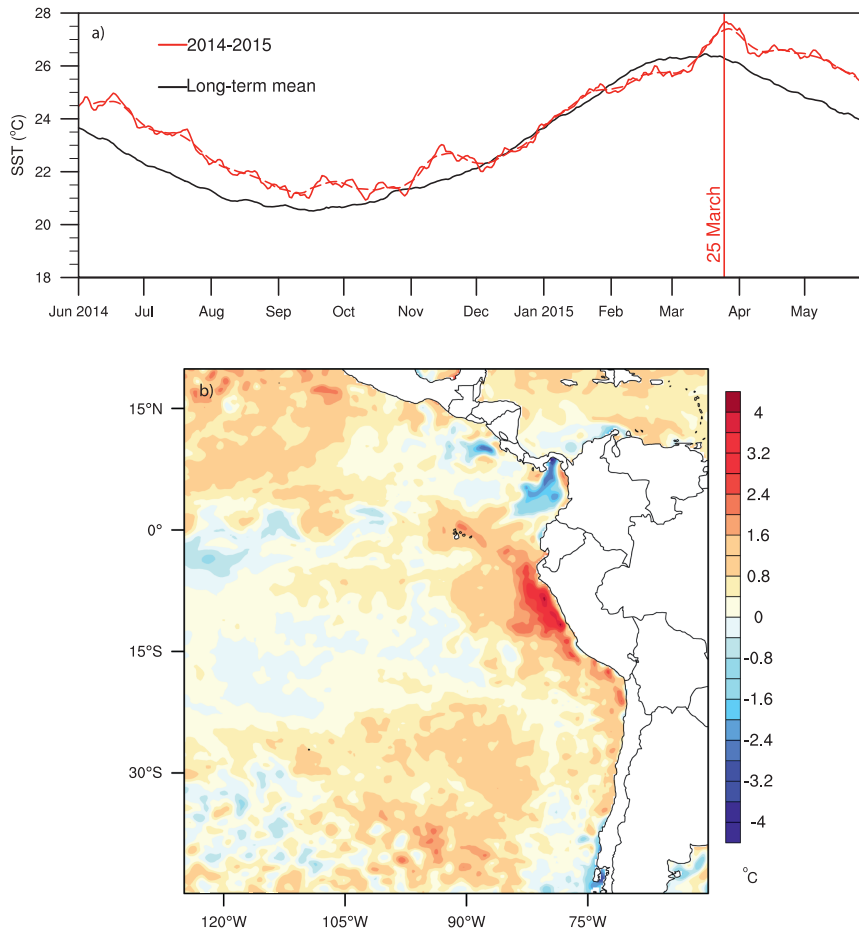 a)
2014-2015
Long-term mean
SST (°C)
28
26
24
22
20
18
25 March
Jun 2014 Jul Aug Sep Oct Nov Dec Jan 2015 Feb Mar Apr May
b)
15°N
0°
15°S
30°S
120°W 105°W 90°W 75°W
4
3.2
2.4
1.6
0.8
0
-0.8
-1.6
-2.4
-3.2
-4
°C